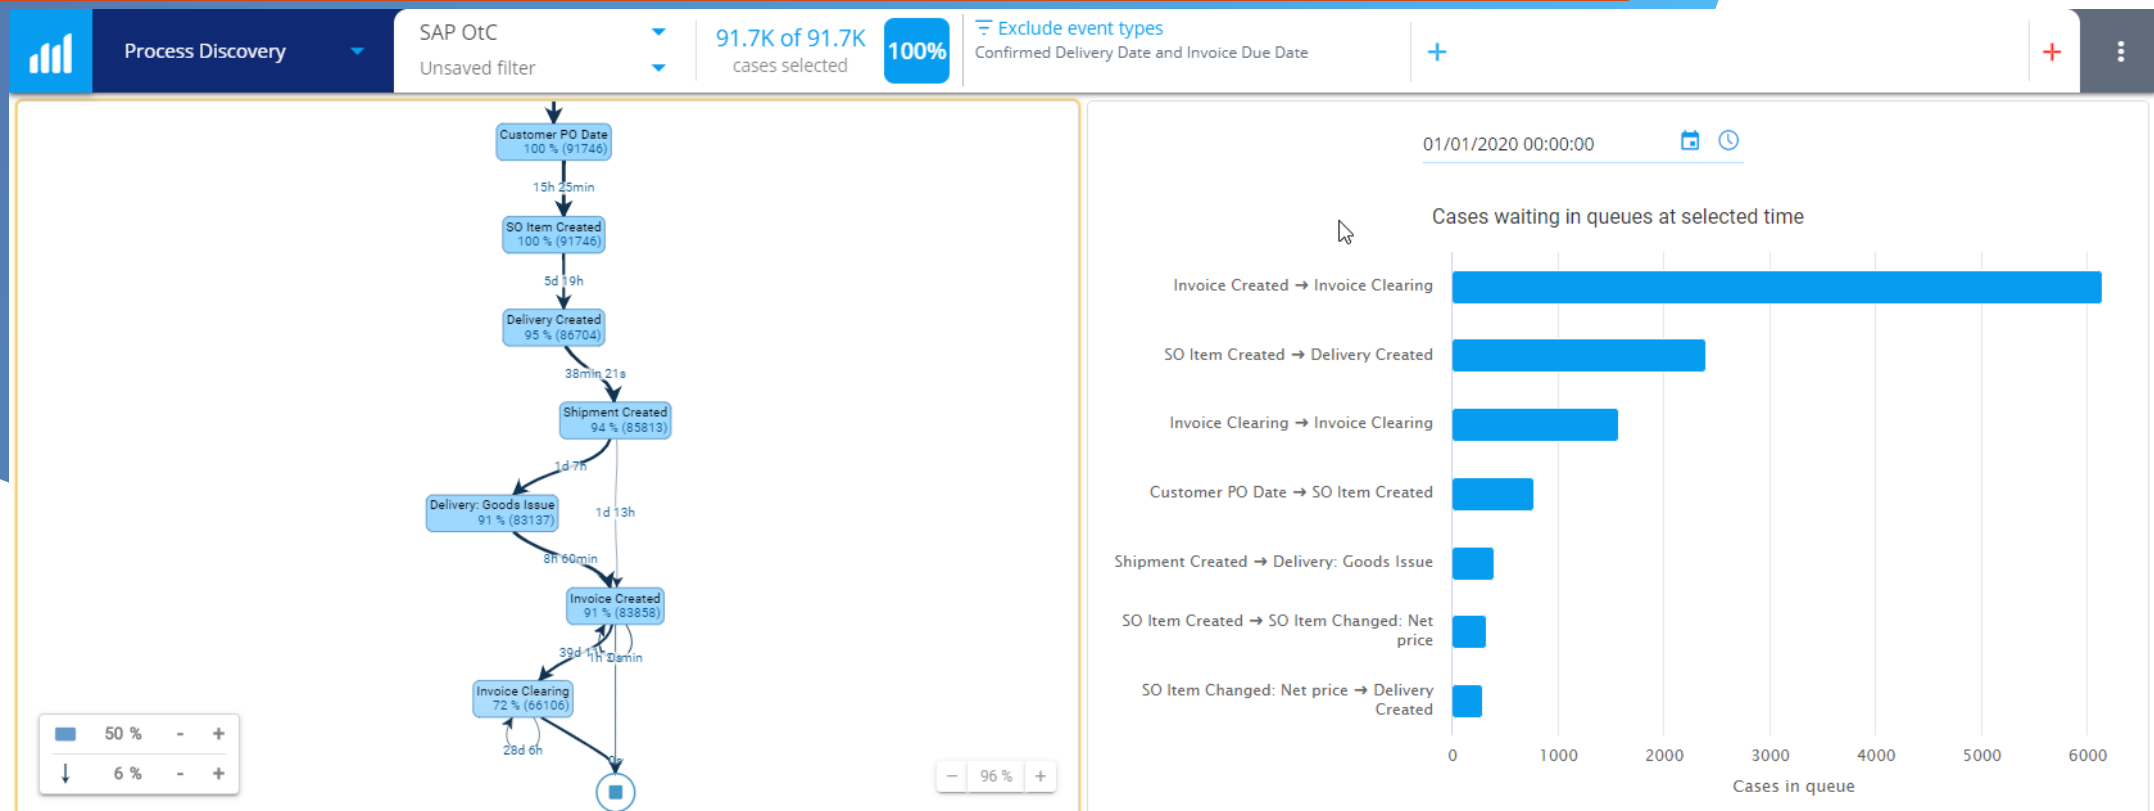 Process Discovery
SAP OtC
Unsaved filter
91.7K of 91.7K
cases selected
100%
Exclude event types
Confirmed Delivery Date and Invoice Due Date
Customer PO Date
100 % (91746)
15h 25min
SO Item Created
100 % (91746)
5d 19h
Delivery Created
95 % (86704)
38min 21s
Shipment Created
94 % (85813)
1d 7h
Delivery: Goods Issue
91 % (83137)
1d 13h
8h 60min
Invoice Created
91 % (83858)
39d
1h
Invoice Clearing
72 % (66106)
28d 6h
50 % - +
6 % - +
− 96 % +
01/01/2020 00:00:00
Cases waiting in queues at selected time
Invoice Created → Invoice Clearing
SO Item Created → Delivery Created
Invoice Clearing → Invoice Clearing
Customer PO Date → SO Item Created
Shipment Created → Delivery: Goods Issue
SO Item Created → SO Item Changed: Net
price
SO Item Changed: Net price → Delivery
Created
0 1000 2000 3000 4000 5000 6000
Cases in queue